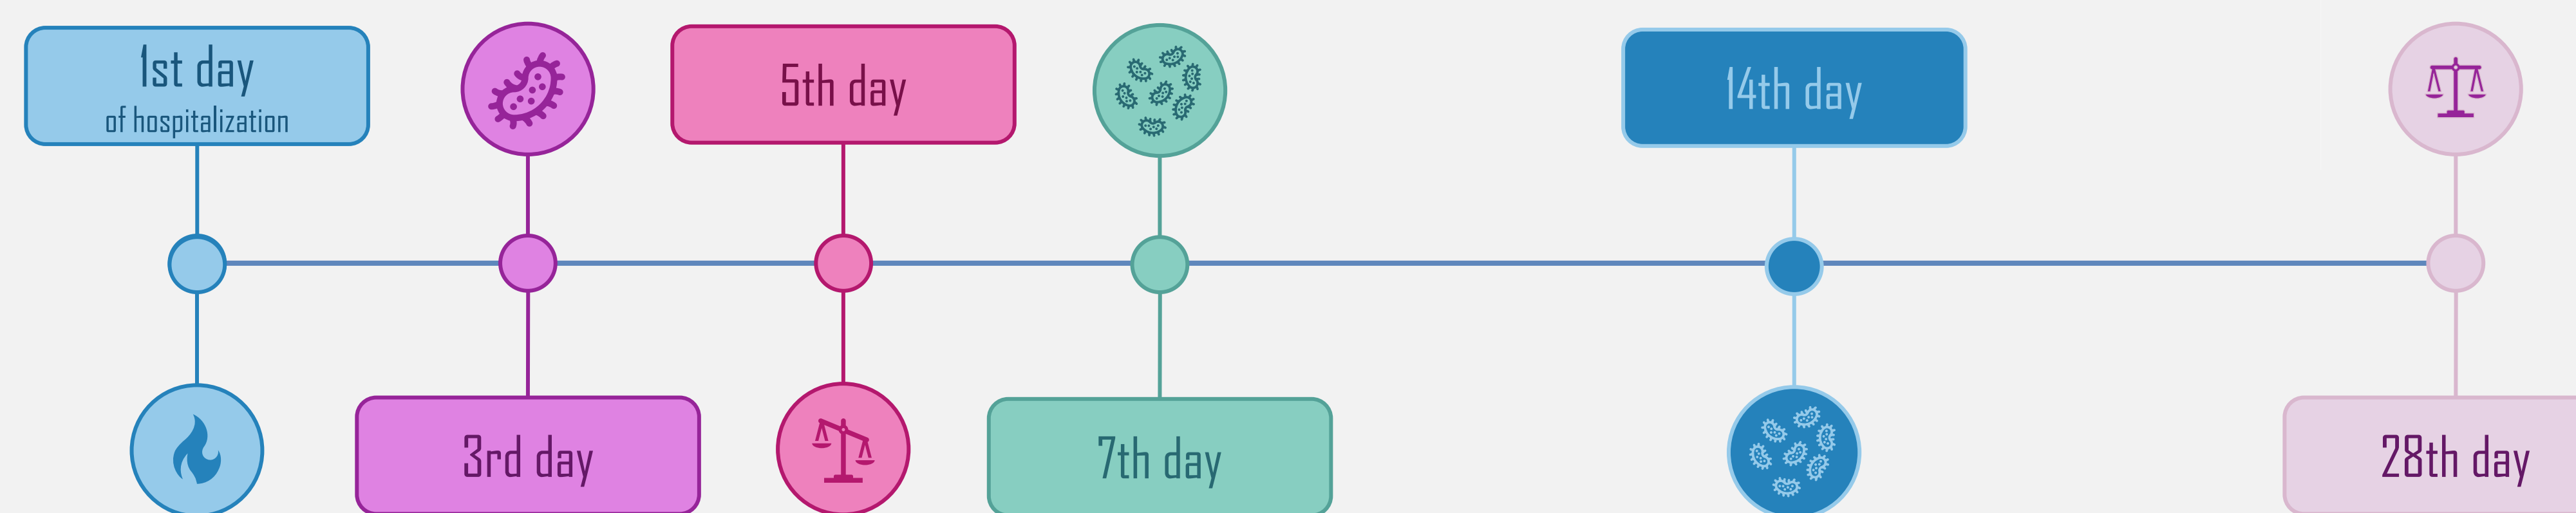 1st day
of hospitalization
3rd day
5th day
7th day
14th day
28th day